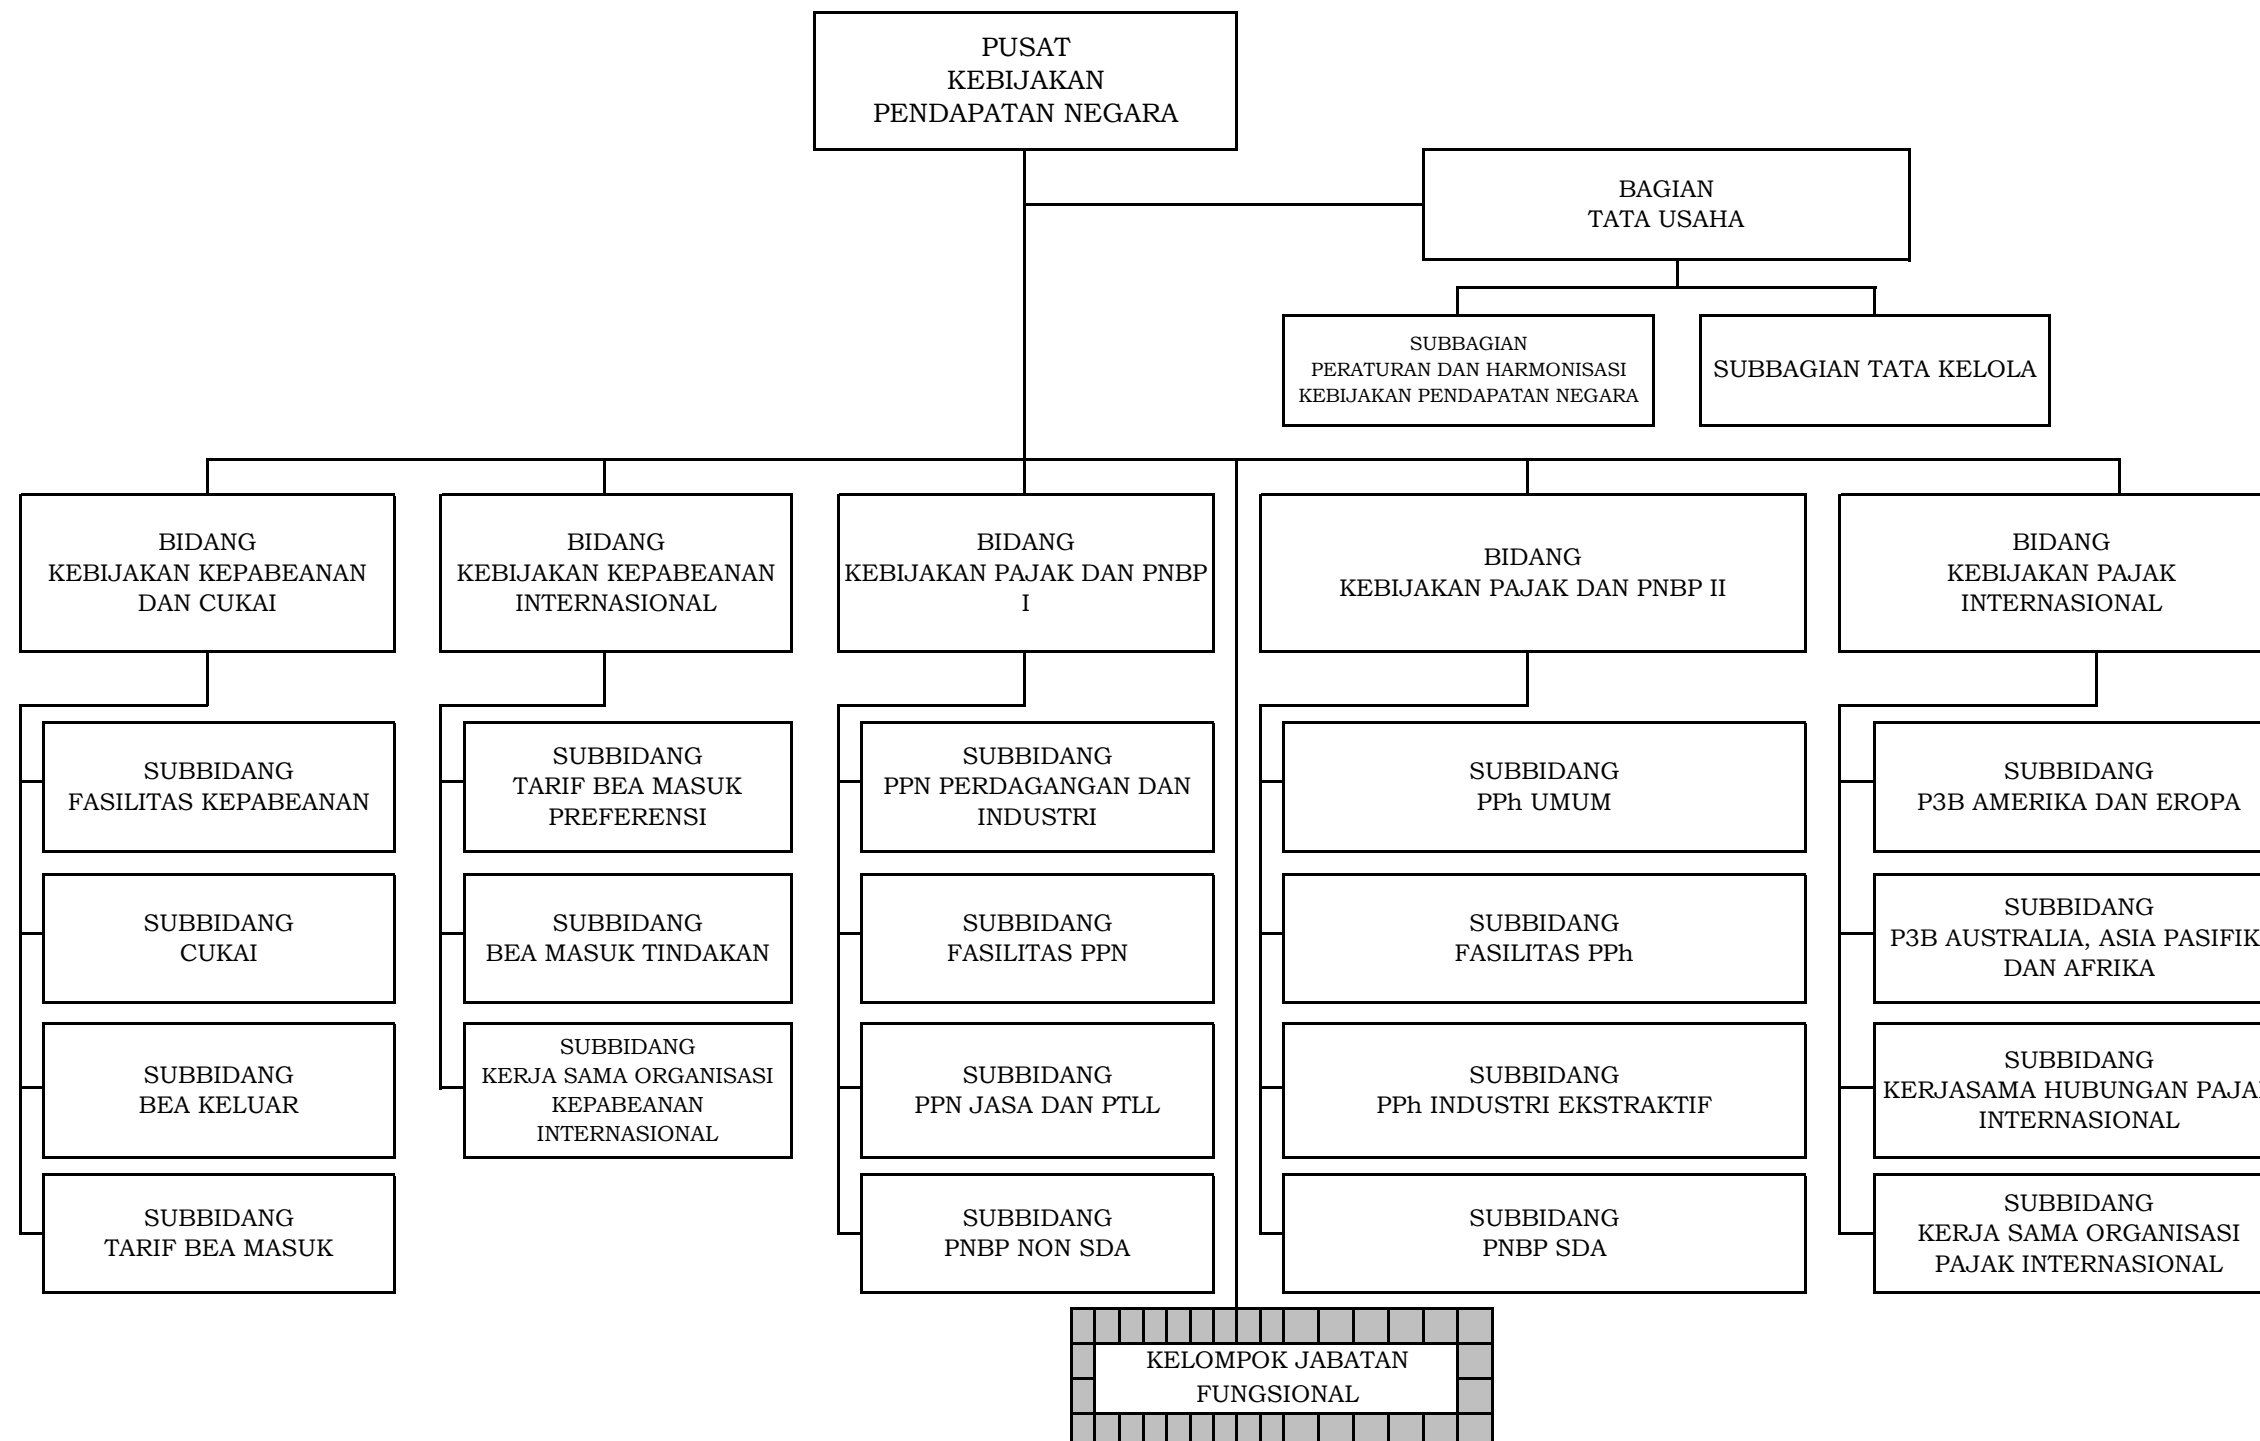 PUSAT
KEBIJAKAN
PENDAPATAN NEGARA
BAGIAN
TATA USAHA
SUBBAGIAN
PERATURAN DAN HARMONISASI
KEBIJAKAN PENDAPATAN NEGARA
SUBBAGIAN TATA KELOLA
BIDANG
KEBIJAKAN KEPABEANAN
DAN CUKAI
BIDANG
KEBIJAKAN KEPABEANAN
INTERNASIONAL
BIDANG
KEBIJAKAN PAJAK DAN PNBP
I
BIDANG
KEBIJAKAN PAJAK DAN PNBP II
BIDANG
KEBIJAKAN PAJAK
INTERNASIONAL
SUBBIDANG
FASILITAS KEPABEANAN
SUBBIDANG
CUKAI
SUBBIDANG
BEA KELUAR
SUBBIDANG
TARIF BEA MASUK
SUBBIDANG
TARIF BEA MASUK
PREFERENSI
SUBBIDANG
BEA MASUK TINDAKAN
SUBBIDANG
KERJA SAMA ORGANISASI
KEPABEANAN
INTERNASIONAL
SUBBIDANG
PPN PERDAGANGAN DAN
INDUSTRI
SUBBIDANG
FASILITAS PPN
SUBBIDANG
PPN JASA DAN PTLL
SUBBIDANG
PNBP NON SDA
SUBBIDANG
PPh UMUM
SUBBIDANG
FASILITAS PPh
SUBBIDANG
PPh INDUSTRI EKSTRAKTIF
SUBBIDANG
PNBP SDA
SUBBIDANG
P3B AMERIKA DAN EROPA
SUBBIDANG
P3B AUSTRALIA, ASIA PASIFIK
DAN AFRIKA
SUBBIDANG
KERJASAMA HUBUNGAN
INTERNASIONAL
SUBBIDANG
KERJA SAMA ORGANISASI
PAJAK INTERNASIONAL
KELOMPOK JABATAN
FUNGSIONAL